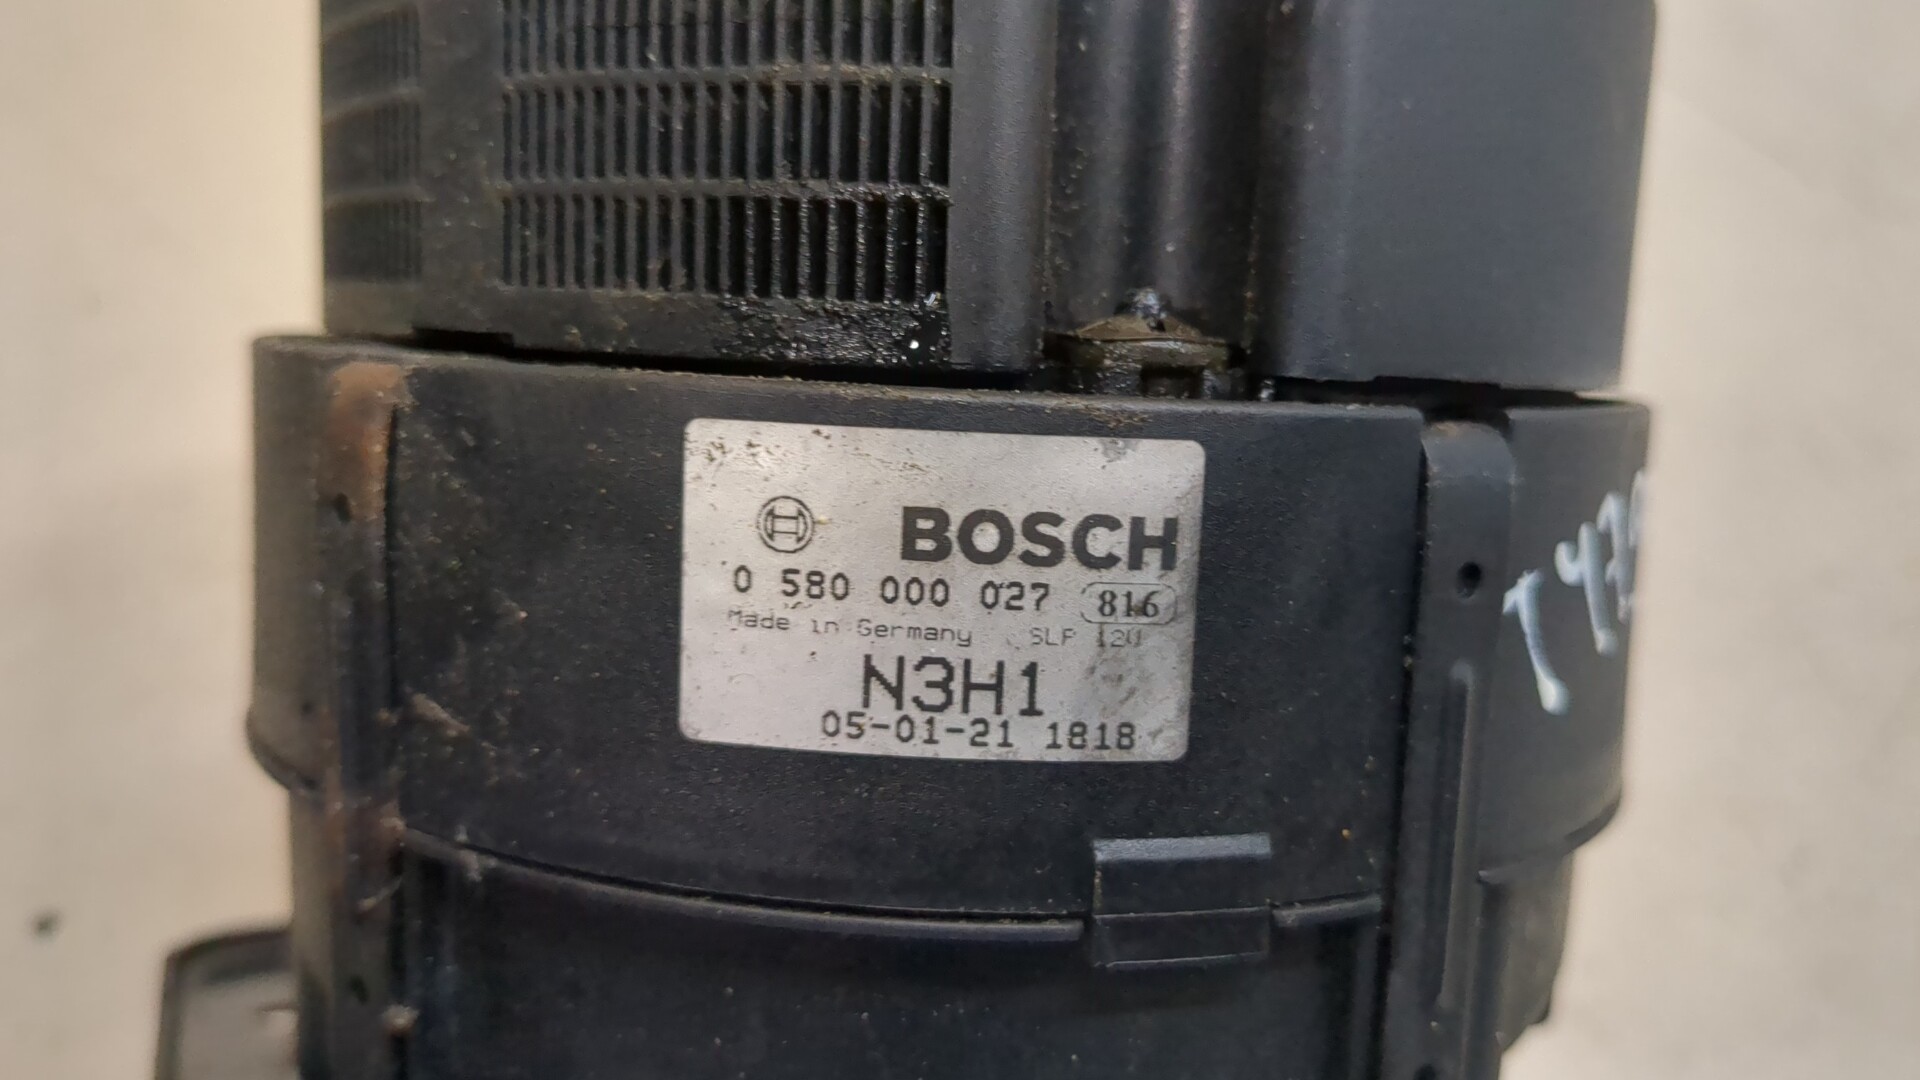 BOSCH
0 580 000 027 816
Made in Germany SLP 120
N3H1
05-01-21 1818